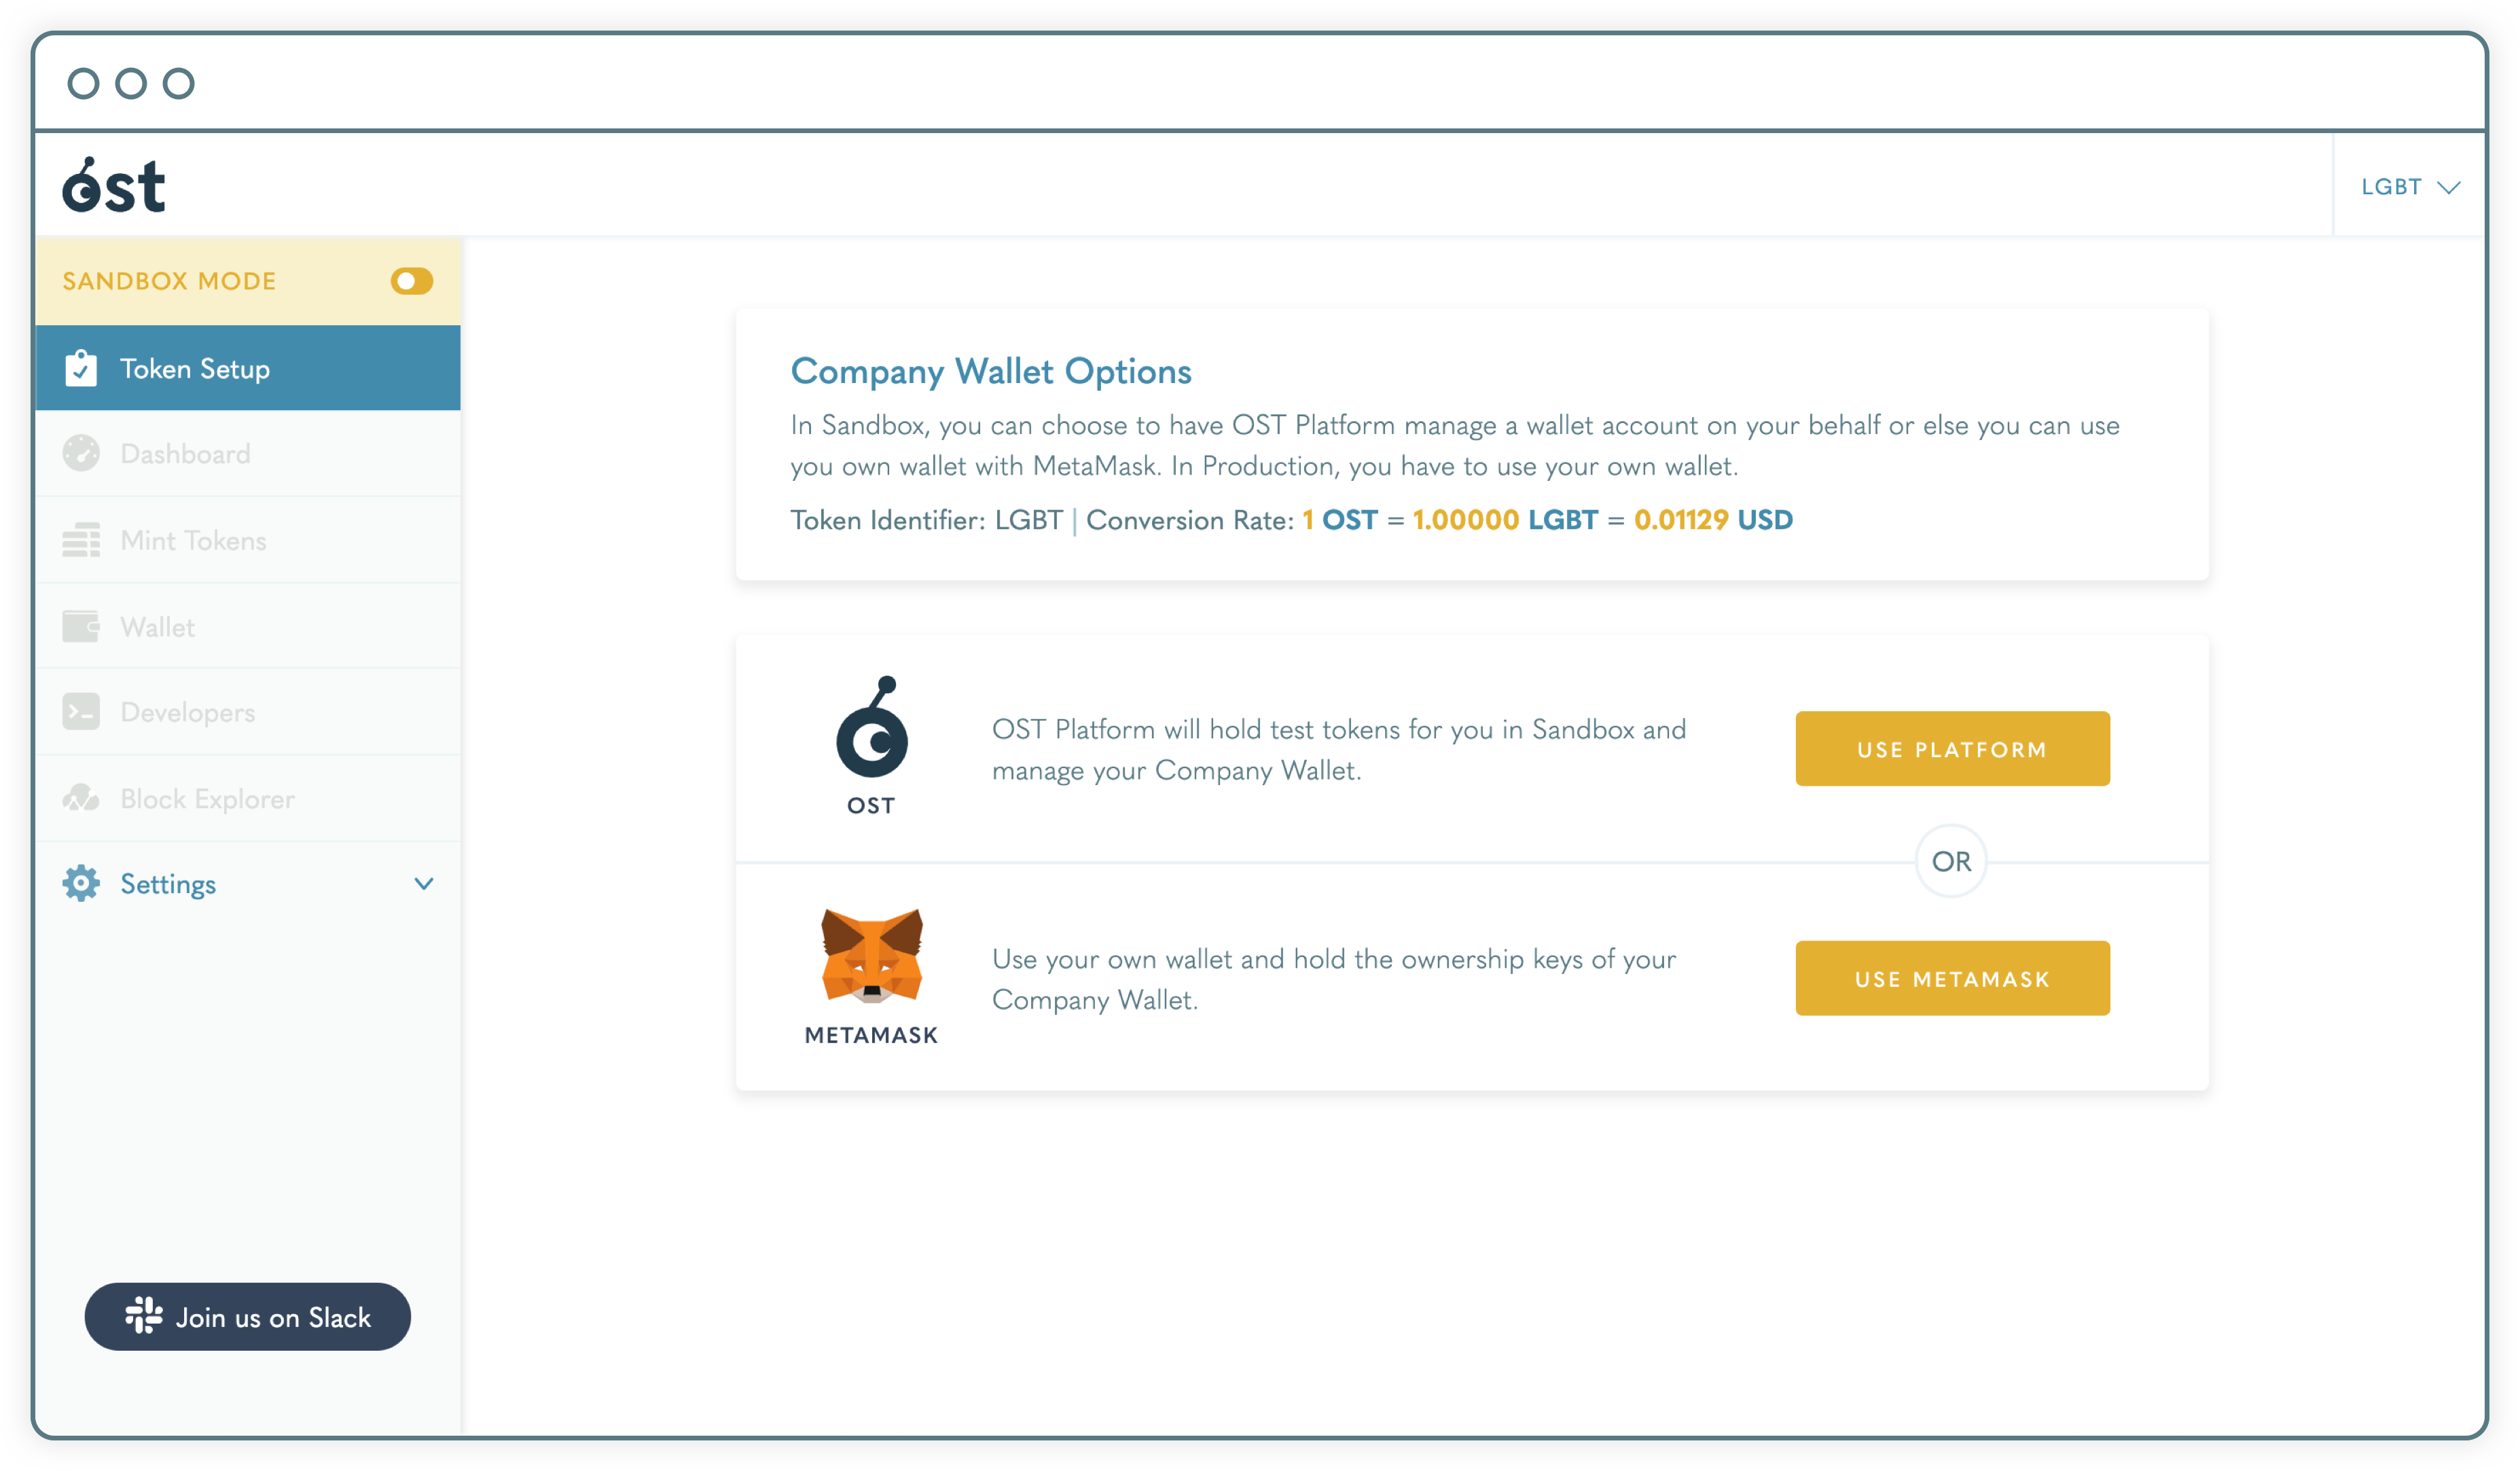 ost
LGBT
SANDBOX MODE
Token Setup
Dashboard
Mint Tokens
Wallet
Developers
Block Explorer
Settings
Join us on Slack
Company Wallet Options
In Sandbox, you can choose to have OST Platform manage a wallet account on your behalf or else you can use
you own wallet with MetaMask. In Production, you have to use your own wallet.
Token Identifier: LGBT | Conversion Rate: 1 OST = 1.00000 LGBT = 0.01129 USD
OST Platform will hold test tokens for you in Sandbox and
manage your Company Wallet.
OST
USE PLATFORM
OR
Use your own wallet and hold the ownership keys of your
Company Wallet.
METAMASK
USE METAMASK